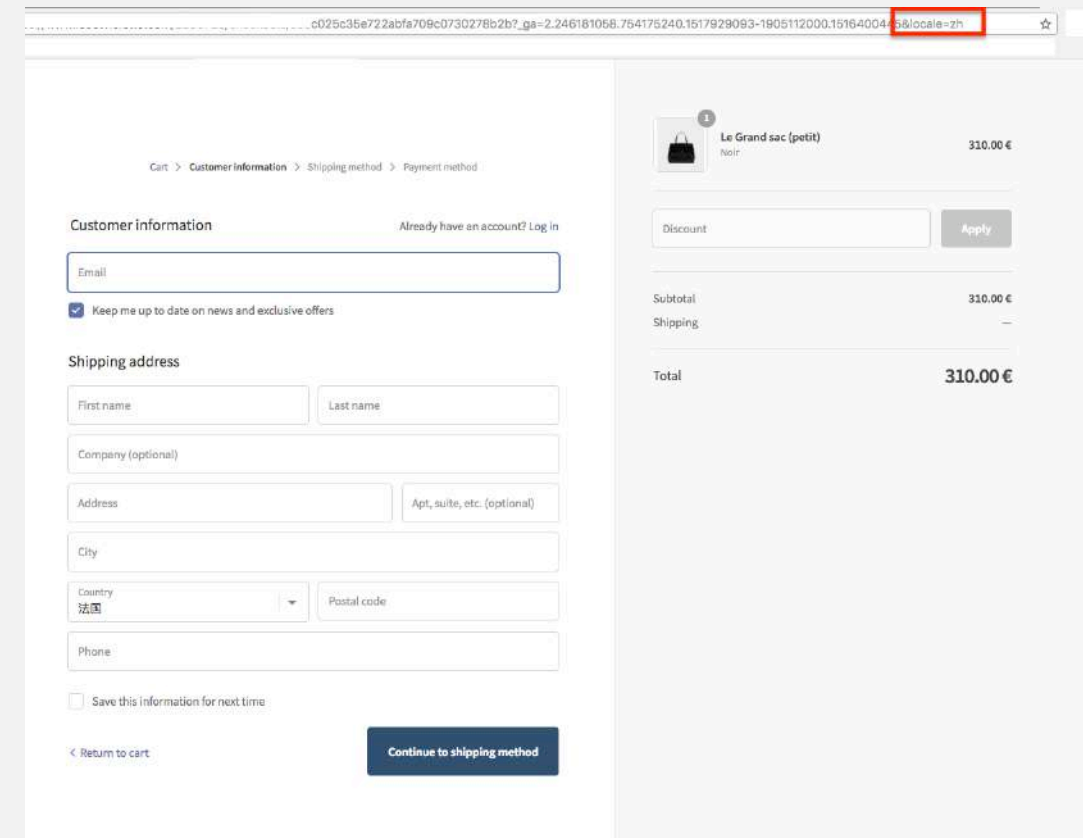 c025c35e722abfa709c0730278b2b?_ga=2.246181058.754175240.1517929093-1905112000.1516400445&locale=zh
Cart > Customer information > Shipping method > Payment method
Customer information
Already have an account? Log in
Email
Keep me up to date on news and exclusive offers
Shipping address
First name
Last name
Company (optional)
Address
Apt, suite, etc. (optional)
City
Country
法国
Postal code
Phone
Save this information for next time
< Return to cart
Continue to shipping method
1
Le Grand sac (petit)
Noir
310.00 €
Discount
Apply
Subtotal
310.00 €
Shipping
—
Total
310.00 €